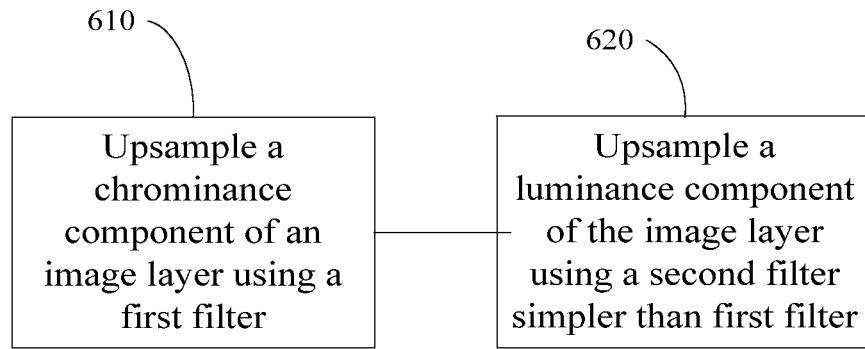 610
620
Upsample a
chrominance
component of an
image layer using a
first filter
Upsample a
luminance component
of the image layer
using a second filter
simpler than first filter